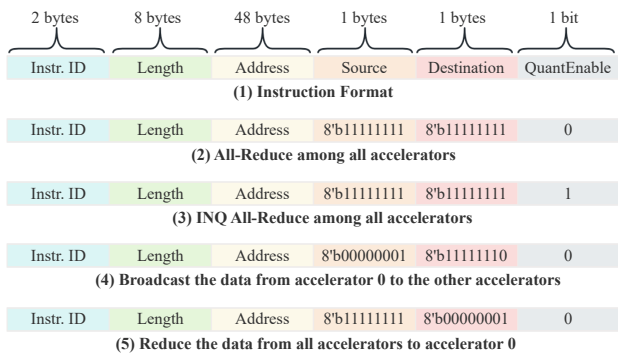 2 bytes 8 bytes 48 bytes 1 bytes 1 bytes 1 bit
Instr. ID Length Address Source Destination QuantEnable
(1) Instruction Format
Instr. ID Length Address 8'b11111111 8'b11111111 0
(2) All-Reduce among all accelerators
Instr. ID Length Address 8'b11111111 8'b11111111 1
(3) INQ All-Reduce among all accelerators
Instr. ID Length Address 8'b00000001 8'b11111110 0
(4) Broadcast the data from accelerator 0 to the other accelerators
Instr. ID Length Address 8'b11111111 8'b00000001 0
(5) Reduce the data from all accelerators to accelerator 0